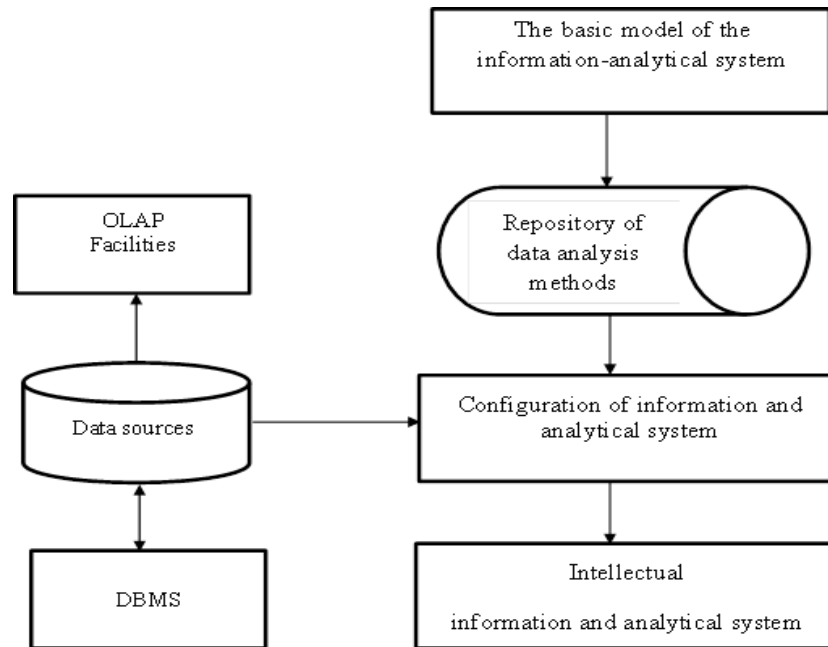 The basic model of the
information-analytical system
OLAP
Facilities
Repository of
data analysis
methods
Data sources
Configuration of information and
analytical system
DBMS
Intellectual
information and analytical system